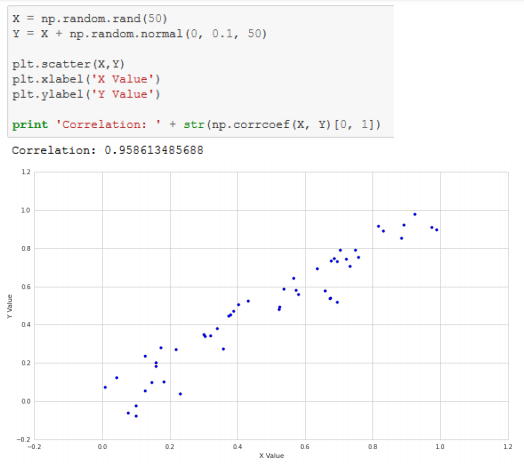 X = np.random.rand(50)
Y = X + np.random.normal(0, 0.1, 50)
plt.scatter(X,Y)
plt.xlabel('X Value')
plt.ylabel('Y Value')
print 'Correlation: ' + str(np.corrcoef(X, Y)[0, 1])
Correlation: 0.958613485688
1.2
1.0
0.8
0.6
0.4
0.2
0.0
−0.2
Y Value
−0.2 0.0 0.2 0.4 0.6 0.8 1.0 1.2
X Value